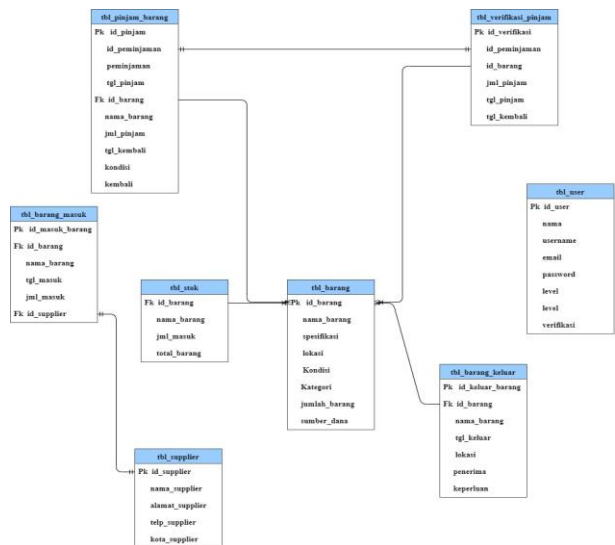 tbl_pinjam_barang
Pk id_pinjam
id_peminjaman
peminjaman
tgl_pinjam
Fk id_barang
nama_barang
jml_pinjam
tgl_kembali
kondisi
kembali
tbl_verifikasi_pinjam
Pk id_verifikasi
id_peminjaman
id_barang
jml_pinjam
tgl_pinjam
tgl_kembali
tbl_user
Pk id_user
nama
username
email
password
level
level
verifikasi
tbl_barang_masuk
Pk id_masuk_barang
Fk id_barang
nama_barang
tgl_masuk
jml_masuk
Fk id_supplier
tbl_stok
Fk id_barang
nama_barang
jml_masuk
total_barang
tbl_barang
Pk id_barang
nama_barang
spesifikasi
lokasi
Kondisi
Kategori
jumlah_barang
sumber_dana
tbl_barang_keluar
Pk id_keluar_barang
Fk id_barang
nama_barang
tgl_keluar
lokasi
penerima
keperluan
tbl_supplier
Pk id_supplier
nama_supplier
alamat_supplier
telp_supplier
kota_supplier